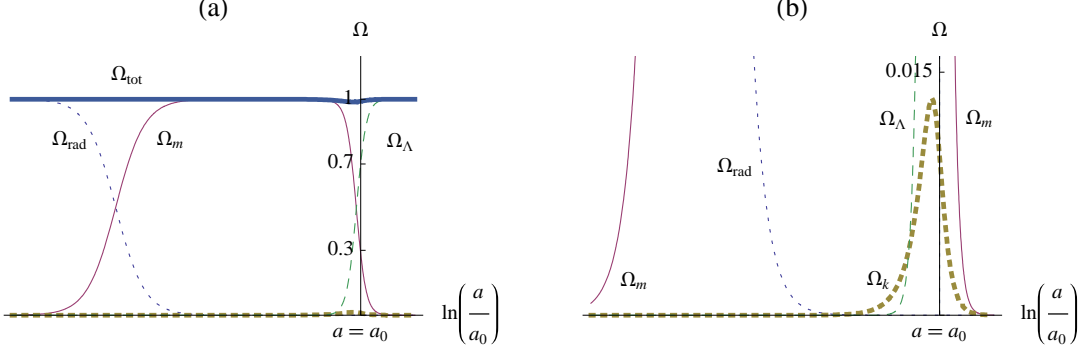 (a)
Ω
Ω_tot
1
Ω_rad
Ω_m
Ω_Λ
0.7
0.3
ln(a/a_0)
a = a_0
(b)
Ω
0.015
Ω_Λ
Ω_m
Ω_rad
Ω_m
Ω_k
ln(a/a_0)
a = a_0